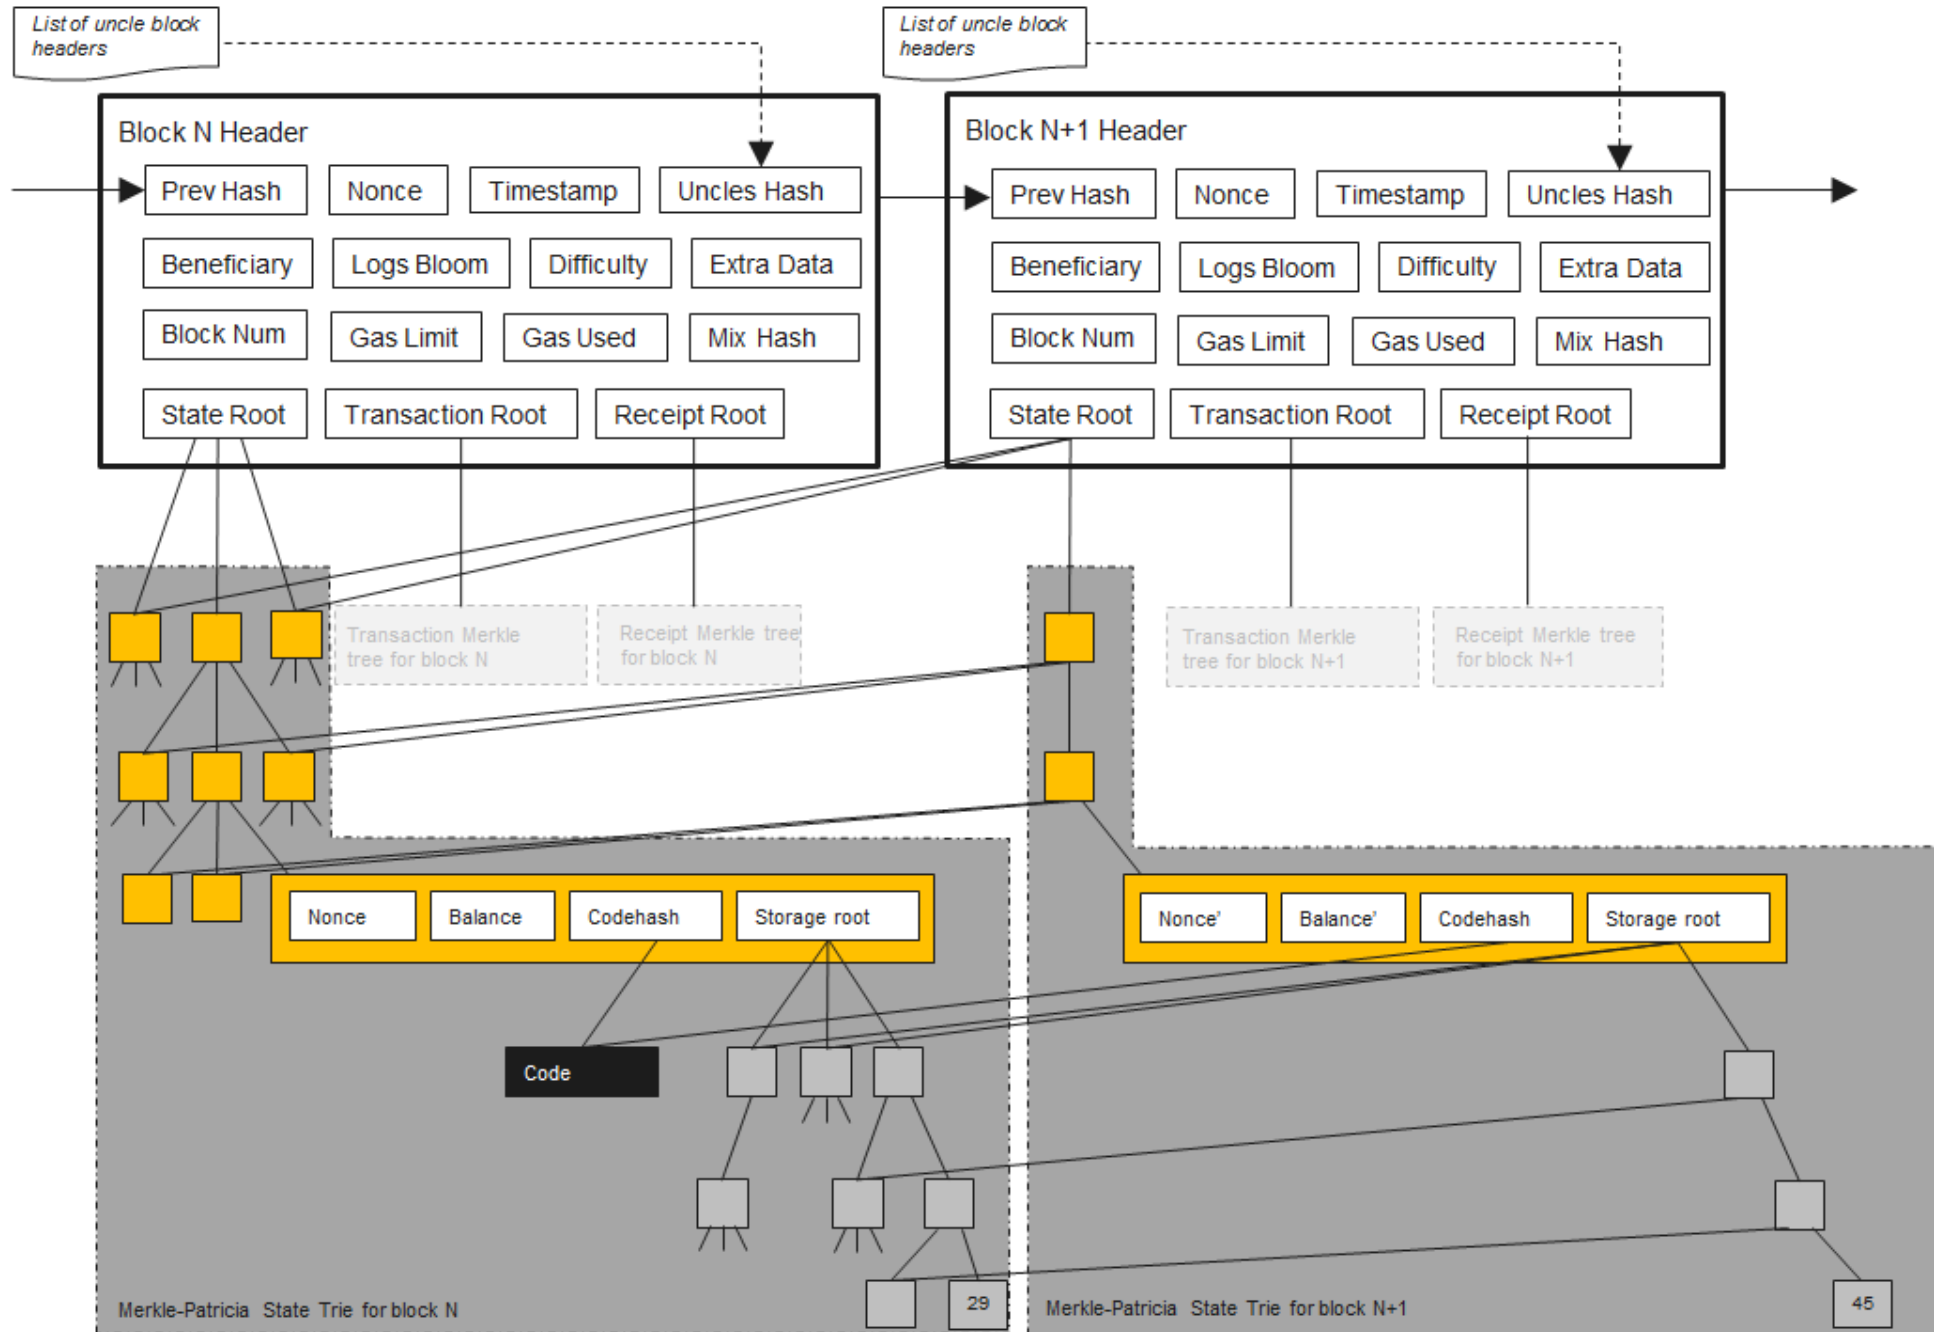 List of uncle block
headers
List of uncle block
headers
Block N Header
Prev Hash
Nonce
Timestamp
Uncles Hash
Beneficiary
Logs Bloom
Difficulty
Extra Data
Block Num
Gas Limit
Gas Used
Mix Hash
State Root
Transaction Root
Receipt Root
Block N+1 Header
Prev Hash
Nonce
Timestamp
Uncles Hash
Beneficiary
Logs Bloom
Difficulty
Extra Data
Block Num
Gas Limit
Gas Used
Mix Hash
State Root
Transaction Root
Receipt Root
Transaction Merkle
tree for block N
Receipt Merkle tree
for block N
Transaction Merkle
tree for block N+1
Receipt Merkle tree
for block N+1
Nonce
Balance
Codehash
Storage root
Nonce'
Balance'
Codehash
Storage root
Code
29
45
Merkle-Patricia State Trie for block N
Merkle-Patricia State Trie for block N+1